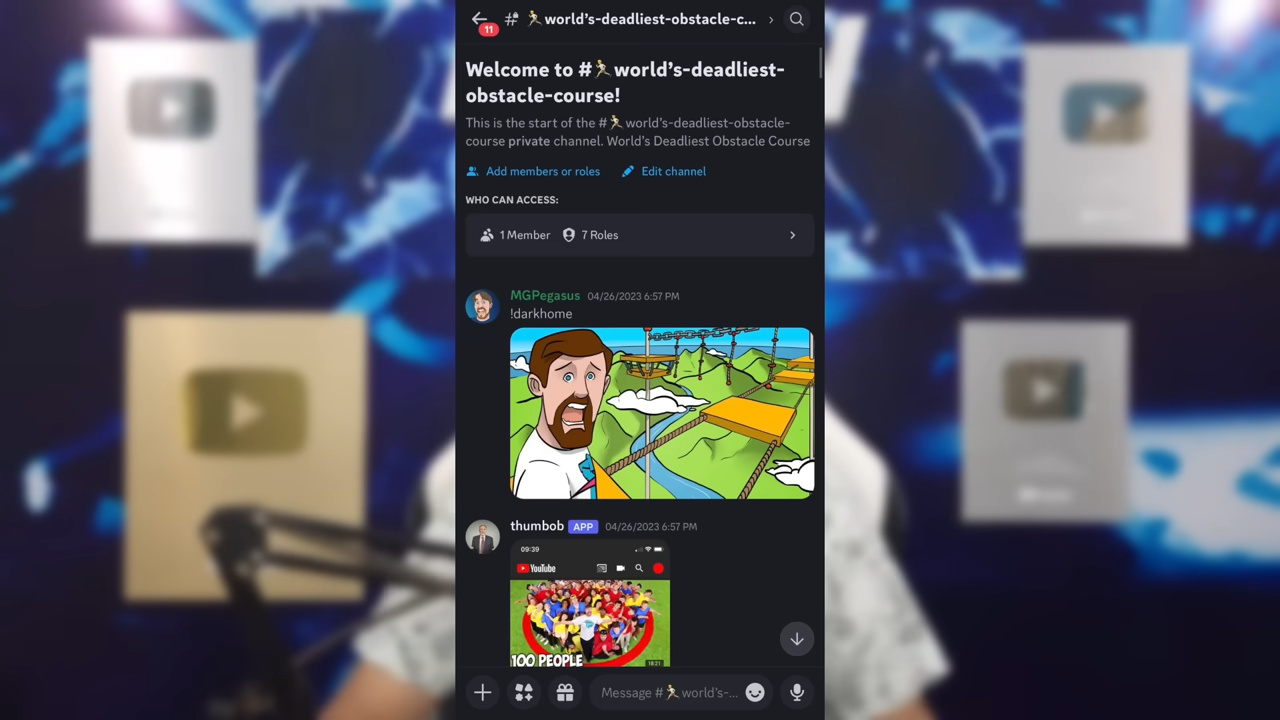 # world's-deadliest-obstacle-c...
11
Welcome to #world's-deadliest-
obstacle-course!
This is the start of the #world's-deadliest-obstacle-
course private channel. World's Deadliest Obstacle Course
Add members or roles Edit channel
WHO CAN ACCESS:
1 Member 7 Roles
MGPegasus 04/26/2023 6:57 PM
!darkhome
thumbob APP 04/26/2023 6:57 PM
09:39
YouTube
100 PEOPLE
18:21
Message #world's-...